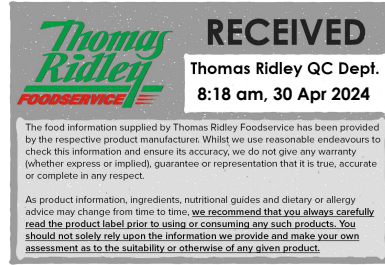 Thomas
Ridley
FOODSERVICE
RECEIVED
Thomas Ridley QC Dept.
8:18 am, 30 Apr 2024
The food information supplied by Thomas Ridley Foodservice has been provided
by the respective product manufacturer. Whilst we use reasonable endeavours to
check this information and ensure its accuracy, we do not give any warranty
(whether express or implied), guarantee or representation that it is true, accurate
or complete in any respect.
As product information, ingredients, nutritional guides and dietary or allergy
advice may change from time to time, we recommend that you always carefully
read the product label prior to using or consuming any such products. You
should not solely rely upon the information we provide and make your own
assessment as to the suitability or otherwise of any given product.